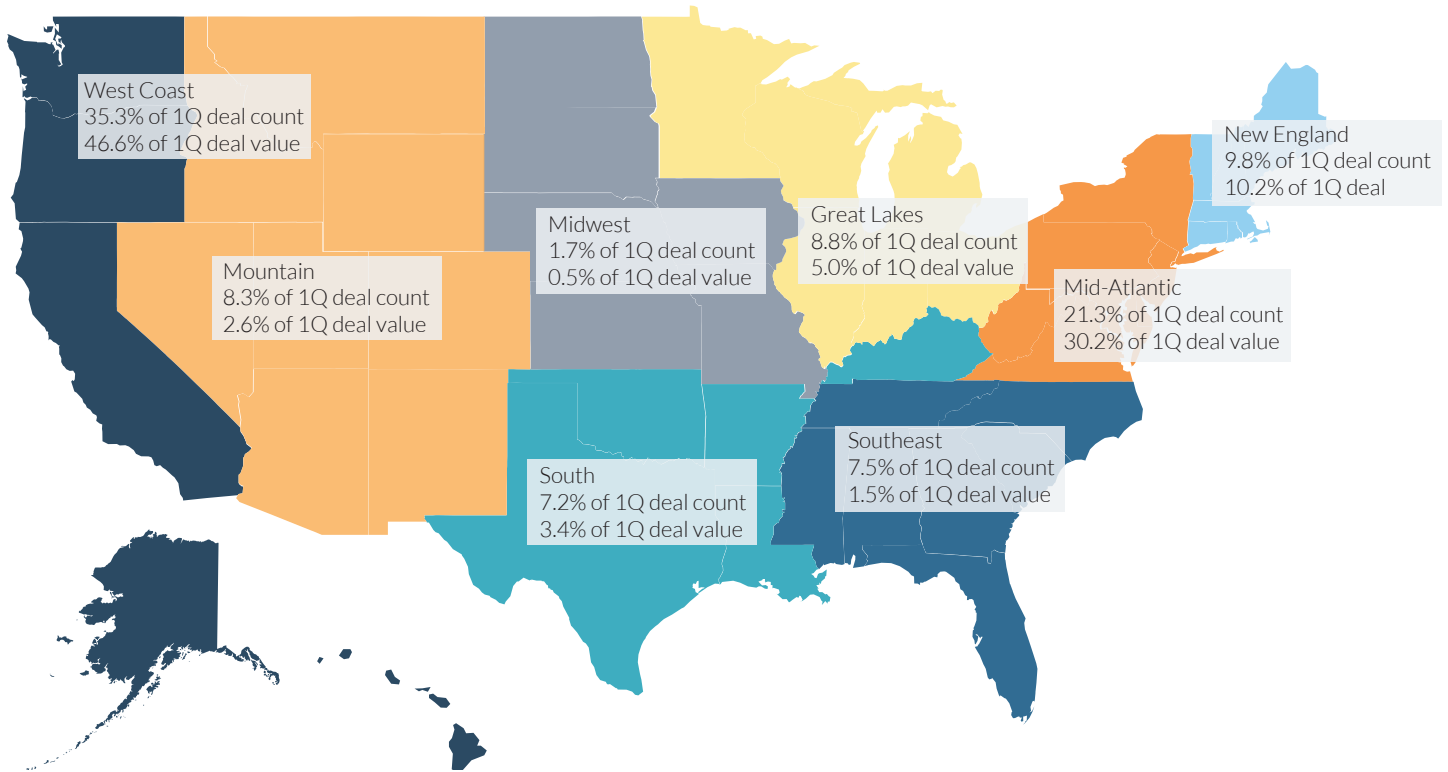 West Coast
35.3% of 1Q deal count
46.6% of 1Q deal value
New England
9.8% of 1Q deal count
10.2% of 1Q deal
Midwest
1.7% of 1Q deal count
0.5% of 1Q deal value
Great Lakes
8.8% of 1Q deal count
5.0% of 1Q deal value
Mountain
8.3% of 1Q deal count
2.6% of 1Q deal value
Mid-Atlantic
21.3% of 1Q deal count
30.2% of 1Q deal value
South
7.2% of 1Q deal count
3.4% of 1Q deal value
Southeast
7.5% of 1Q deal count
1.5% of 1Q deal value